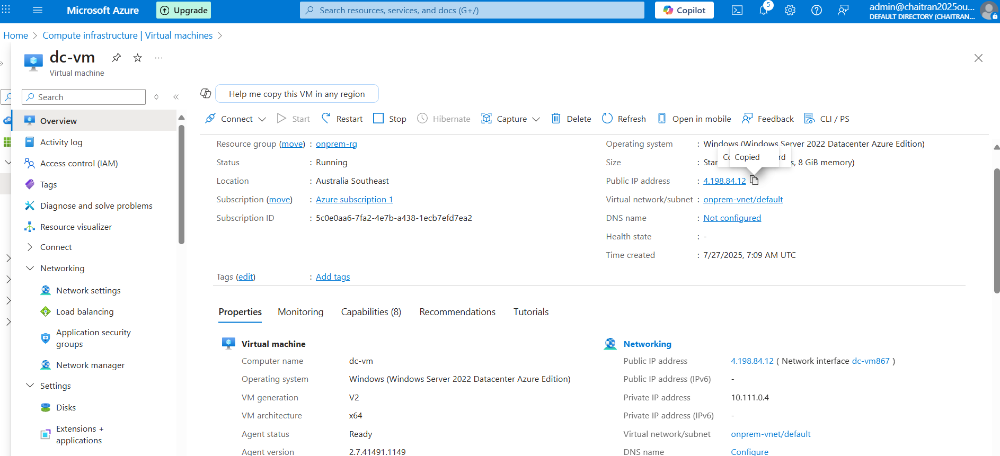 Microsoft Azure
Upgrade
Search resources, services, and docs (G+/)
Copilot
5
admin@chaitran2025ou...
DEFAULT DIRECTORY (CHAITRAN...
Home > Compute infrastructure | Virtual machines >
dc-vm
...
Virtual machine
Search
Help me copy this VM in any region
Connect
Start
Restart
Stop
Hibernate
Capture
Delete
Refresh
Open in mobile
Feedback
CLI / PS
Overview
Activity log
Access control (IAM)
Tags
Diagnose and solve problems
Resource visualizer
Connect
Networking
Network settings
Load balancing
Application security
groups
Network manager
Settings
Disks
Extensions +
applications
Resource group (move) : onprem-rg
Status : Running
Location : Australia Southeast
Subscription (move) : Azure subscription 1
Subscription ID : 5c0e0aa6-7fa2-4e7b-a438-1ecb7efd7ea2
Operating system : Windows (Windows Server 2022 Datacenter Azure Edition)
Copied
Size : , 8 GiB memory)
Public IP address : 4.198.84.12
Virtual network/subnet : onprem-vnet/default
DNS name : Not configured
Health state : -
Time created : 7/27/2025, 7:09 AM UTC
Tags (edit) : Add tags
Properties
Monitoring
Capabilities (8)
Recommendations
Tutorials
Virtual machine
Computer name dc-vm
Operating system Windows (Windows Server 2022 Datacenter Azure Edition)
VM generation V2
VM architecture x64
Agent status Ready
Agent version 2.7.41491.1149
Networking
Public IP address 4.198.84.12 ( Network interface dc-vm867 )
Public IP address (IPv6) -
Private IP address 10.111.0.4
Private IP address (IPv6) -
Virtual network/subnet onprem-vnet/default
DNS name Configure